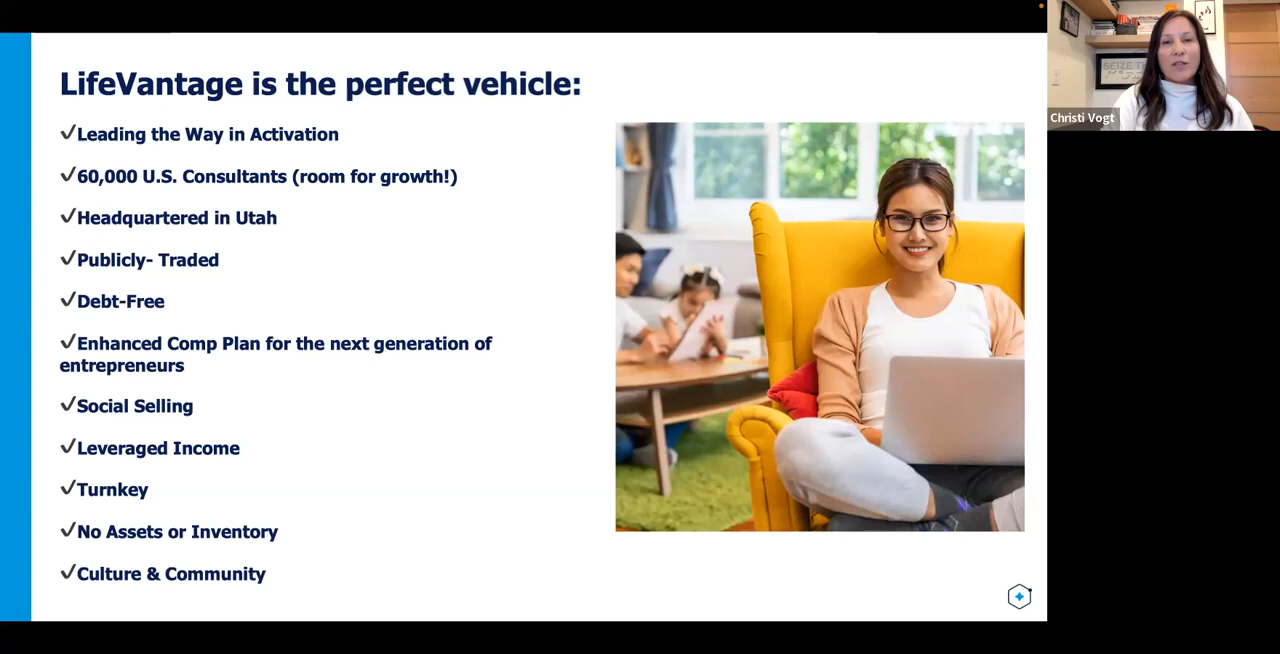 LifeVantage is the perfect vehicle:
✓Leading the Way in Activation
✓60,000 U.S. Consultants (room for growth!)
✓Headquartered in Utah
✓Publicly- Traded
✓Debt-Free
✓Enhanced Comp Plan for the next generation of
entrepreneurs
✓Social Selling
✓Leveraged Income
✓Turnkey
✓No Assets or Inventory
✓Culture & Community
SEIZE
Christi Vogt